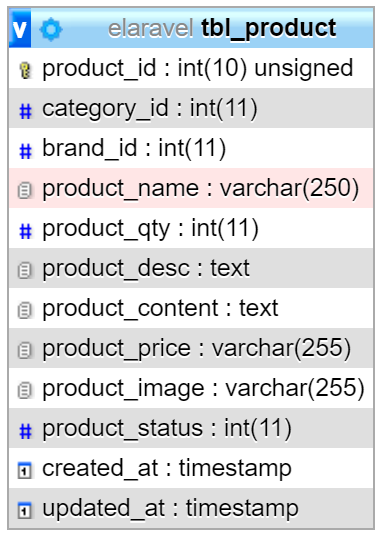 v elaravel tbl_product
product_id : int(10) unsigned
# category_id : int(11)
# brand_id : int(11)
product_name : varchar(250)
# product_qty : int(11)
product_desc : text
product_content : text
product_price : varchar(255)
product_image : varchar(255)
# product_status : int(11)
created_at : timestamp
updated_at : timestamp